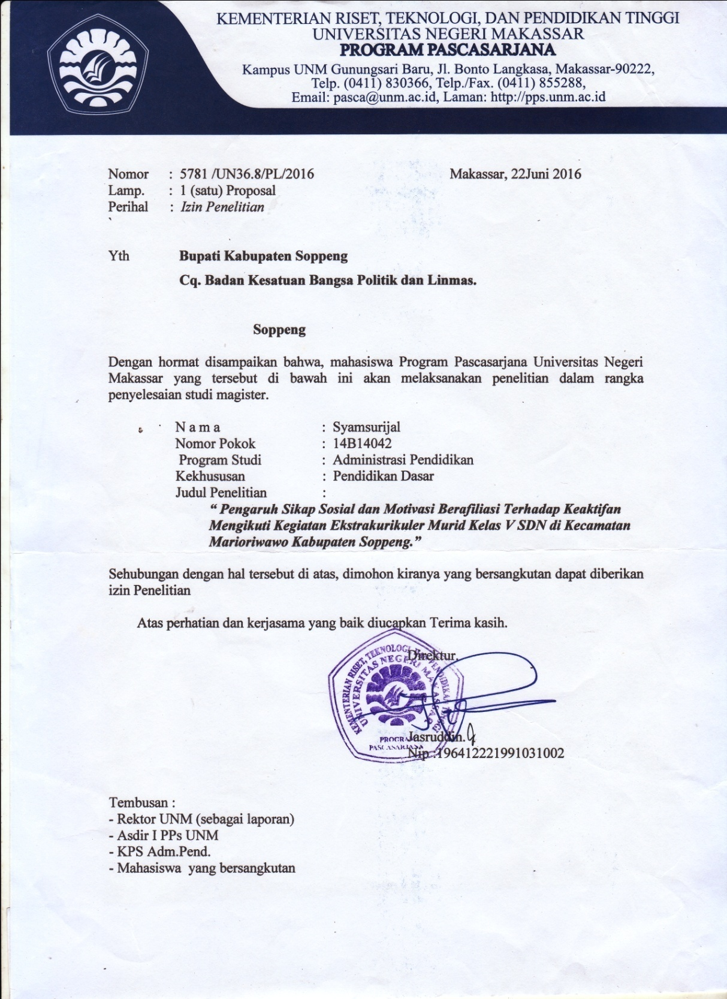 KEMENTERIAN RISET, TEKNOLOGI, DAN PENDIDIKAN TINGGI
UNIVERSITAS NEGERI MAKASSAR
PROGRAM PASCASARJANA
Kampus UNM Gunungsari Baru, Jl. Bonto Langkasa, Makassar-90222,
Telp. (0411) 830366, Telp./Fax. (0411) 855288,
Email: pasca@unm.ac.id, Laman: http://pps.unm.ac.id
Nomor : 5781 /UN36.8/PL/2016 Makassar, 22Juni 2016
Lamp. : 1 (satu) Proposal
Perihal : Izin Penelitian
Yth Bupati Kabupaten Soppeng
Cq. Badan Kesatuan Bangsa Politik dan Linmas.
Soppeng
Dengan hormat disampaikan bahwa, mahasiswa Program Pascasarjana Universitas Negeri
Makassar yang tersebut di bawah ini akan melaksanakan penelitian dalam rangka
penyelesaian studi magister.
N a m a : Syamsurijal
Nomor Pokok : 14B14042
Program Studi : Administrasi Pendidikan
Kekhususan : Pendidikan Dasar
Judul Penelitian :
“ Pengaruh Sikap Sosial dan Motivasi Berafiliasi Terhadap Keaktifan
Mengikuti Kegiatan Ekstrakurikuler Murid Kelas V SDN di Kecamatan
Marioriwawo Kabupaten Soppeng.”
Sehubungan dengan hal tersebut di atas, dimohon kiranya yang bersangkutan dapat diberikan
izin Penelitian
Atas perhatian dan kerjasama yang baik diucapkan Terima kasih.
Direktur,
KEMENTERIAN RISET, TEKNOLOGI, DAN PENDIDIKAN TINGGI
UNIVERSITAS NEGERI MAKASSAR
PROGRAM
PASCASARJANA
Jasruddin.
Nip :196412221991031002
Tembusan :
- Rektor UNM (sebagai laporan)
- Asdir I PPs UNM
- KPS Adm.Pend.
- Mahasiswa yang bersangkutan